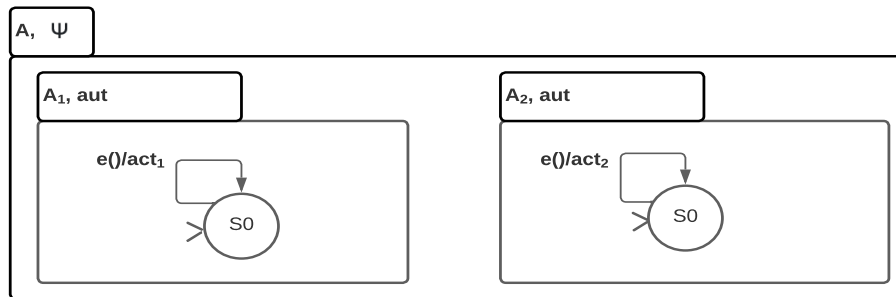 A, Ψ
A₁, aut
A₂, aut
e()/act₁
e()/act₂
S0
S0